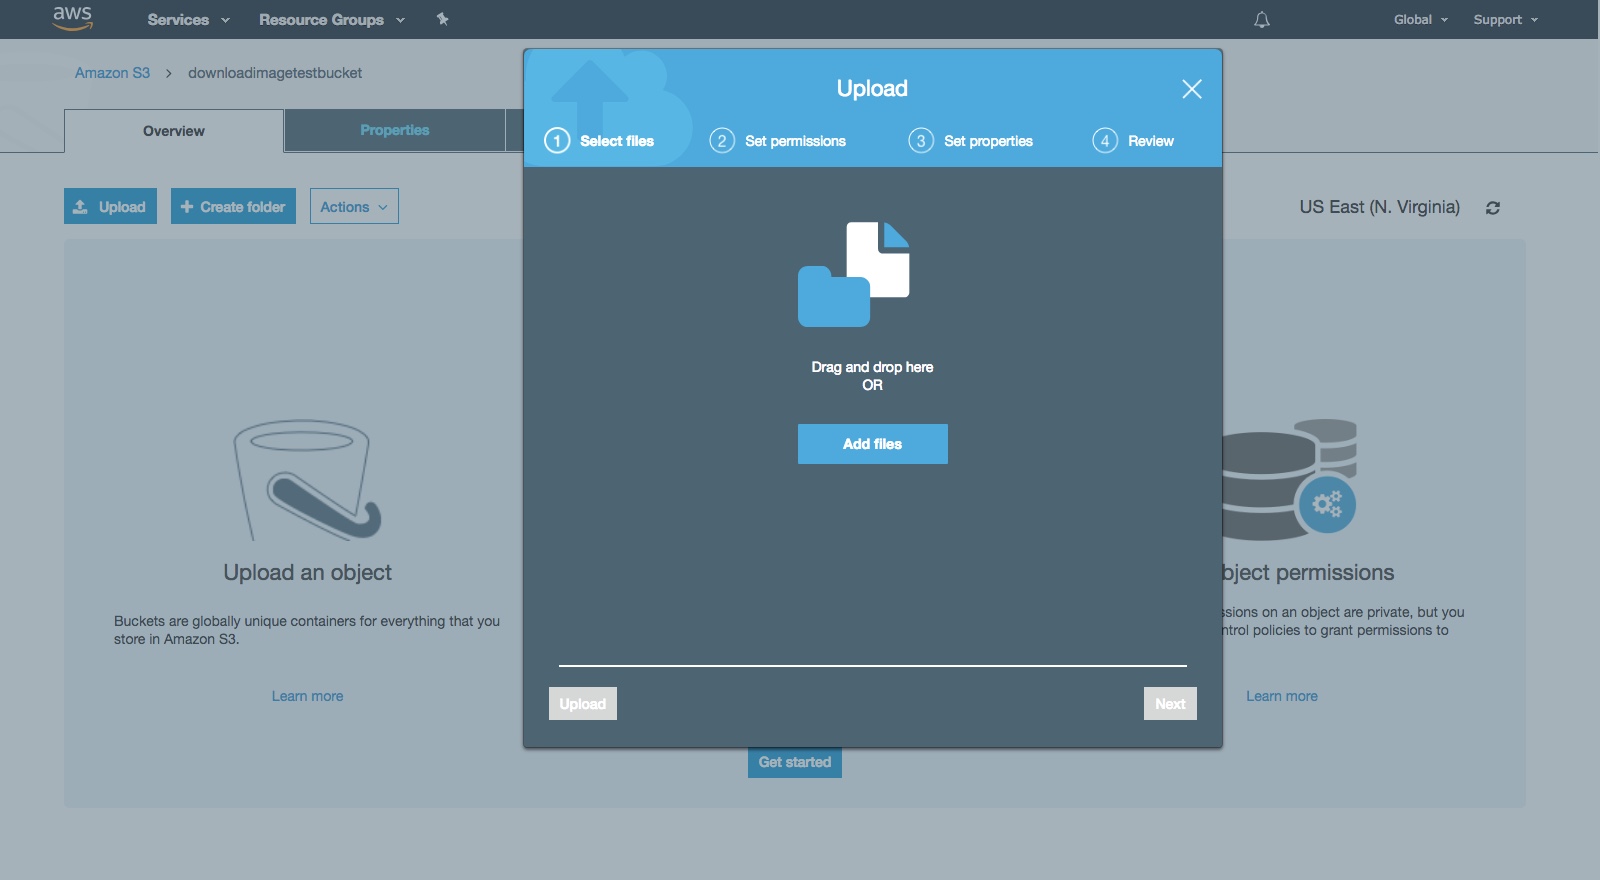 aws
Services
Resource Groups
Global
Support
Amazon S3
downloadimagetestbucket
Overview
Properties
Upload
Create folder
Actions
US East (N. Virginia)
Upload
1 Select files
2 Set permissions
3 Set properties
4 Review
Drag and drop here
OR
Add files
Upload
Next
Upload an object
Buckets are globally unique containers for everything that you
store in Amazon S3.
Learn more
bject permissions
ssions on an object are private, but you
ntrol policies to grant permissions to
Learn more
Get started